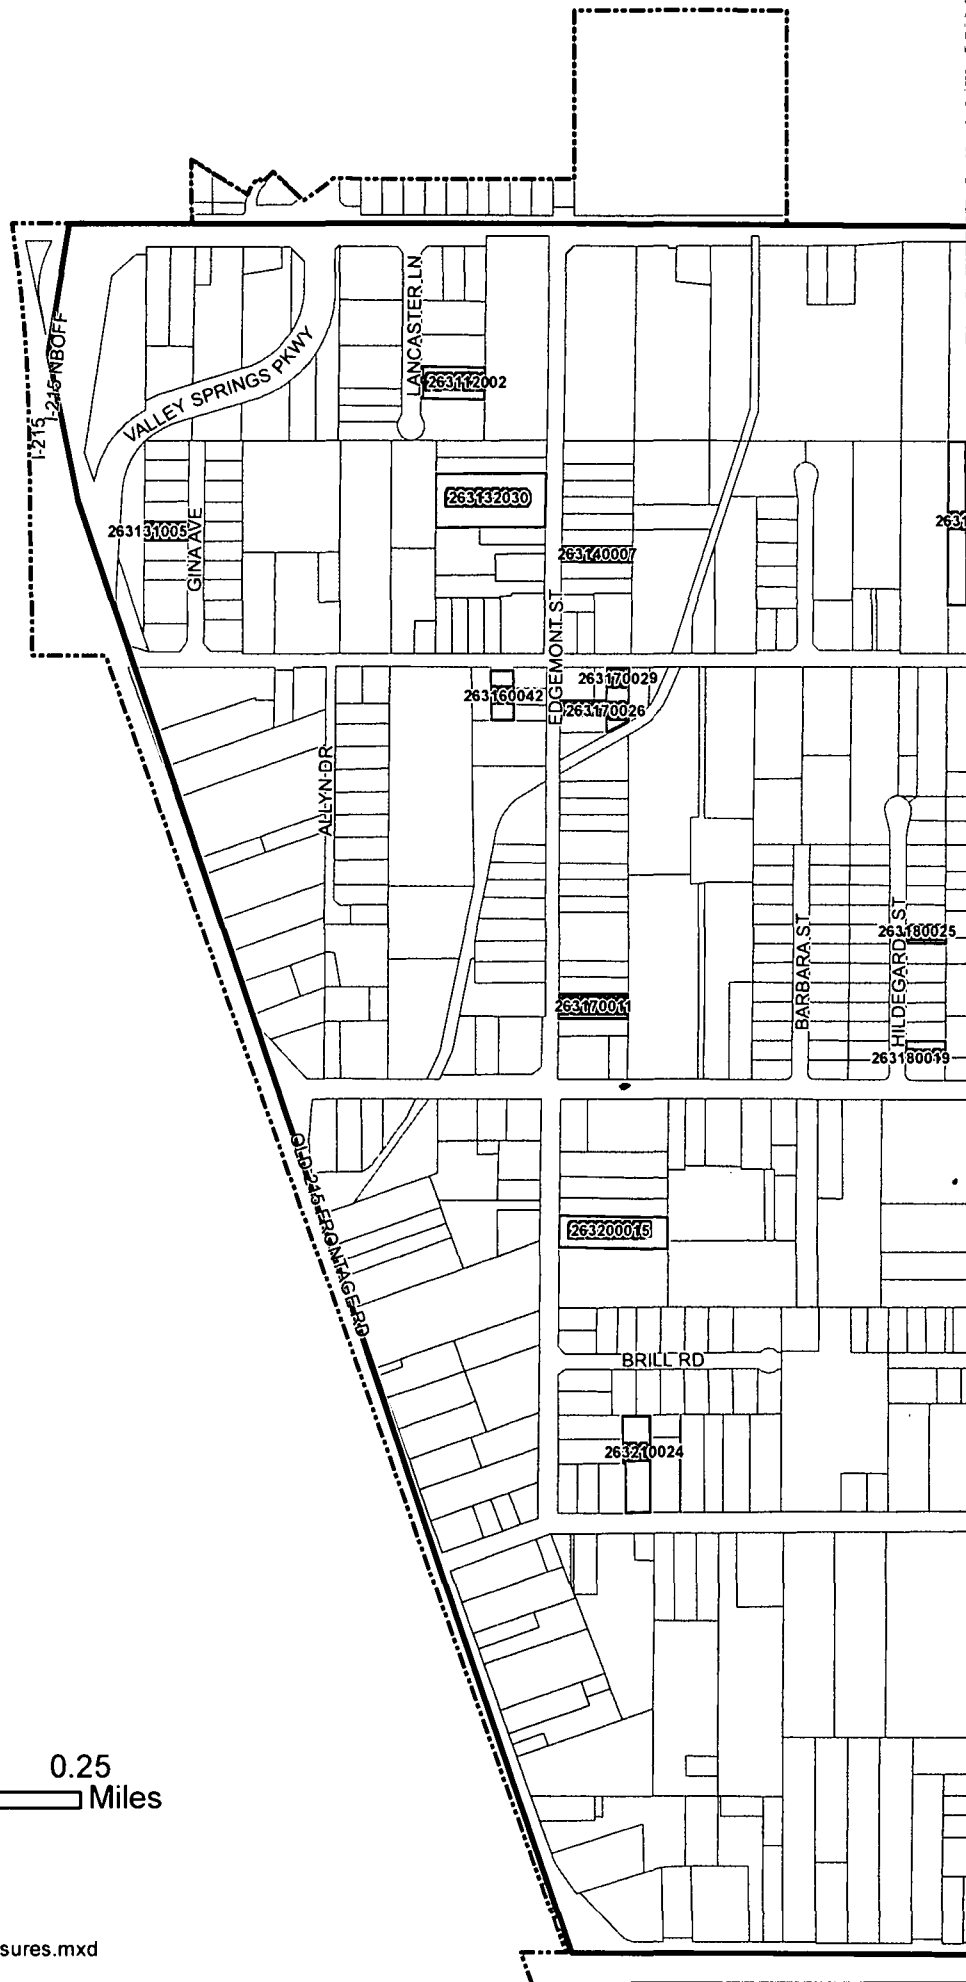 LANCASTER LN
I-215 NBOFF
VALLEY SPRINGS PKWY
263112002
I-215
263132030
263131005
GINA AVE
263140007
2631
EDGEMONT ST
263170029
263160042
263170026
ALLYN DR
BARBARA ST
HILDEGARD ST
263180025
263170011
263180019
OLD 215 FRONTAGE RD
263200015
BRILL RD
263210024
0.25
Miles
sures.mxd